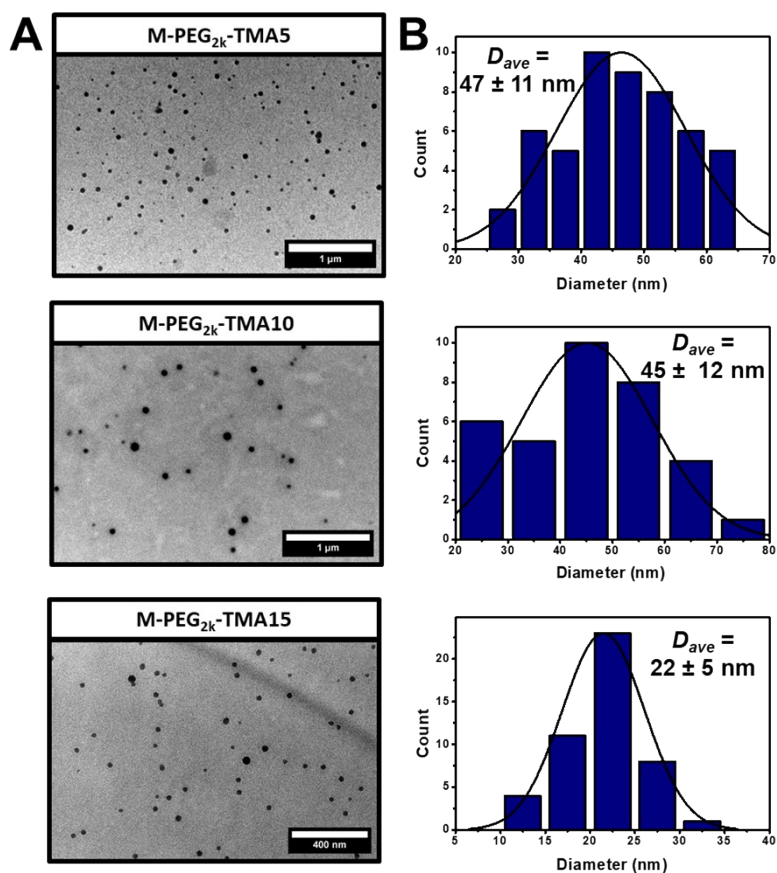 A
M-PEG2k-TMA5
1 µm
B
Dave =
47 ± 11 nm
10
8
6
4
2
0
Count
20 30 40 50 60 70
Diameter (nm)
M-PEG2k-TMA10
1 µm
Dave =
45 ± 12 nm
10
8
6
4
2
0
Count
20 30 40 50 60 70 80
Diameter (nm)
M-PEG2k-TMA15
400 nm
Dave =
22 ± 5 nm
20
15
10
5
0
Count
5 10 15 20 25 30 35 40
Diameter (nm)